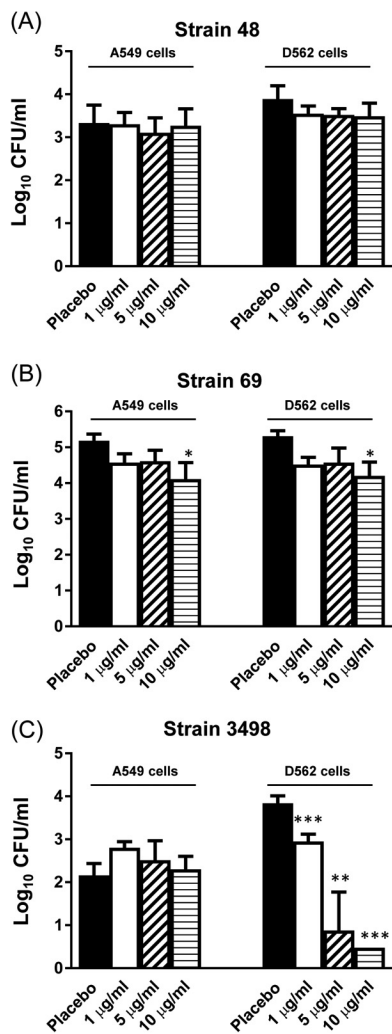 (A)
Strain 48
A549 cells
D562 cells
Log10 CFU/ml
5
4
3
2
1
0
Placebo
1 µg/ml
5 µg/ml
10 µg/ml
Placebo
1 µg/ml
5 µg/ml
10 µg/ml
(B)
Strain 69
A549 cells
D562 cells
Log10 CFU/ml
6
5
4
3
2
1
0
*
*
Placebo
1 µg/ml
5 µg/ml
10 µg/ml
Placebo
1 µg/ml
5 µg/ml
10 µg/ml
(C)
Strain 3498
A549 cells
D562 cells
Log10 CFU/ml
4
3
2
1
0
***
**
***
Placebo
1 µg/ml
5 µg/ml
10 µg/ml
Placebo
1 µg/ml
5 µg/ml
10 µg/ml